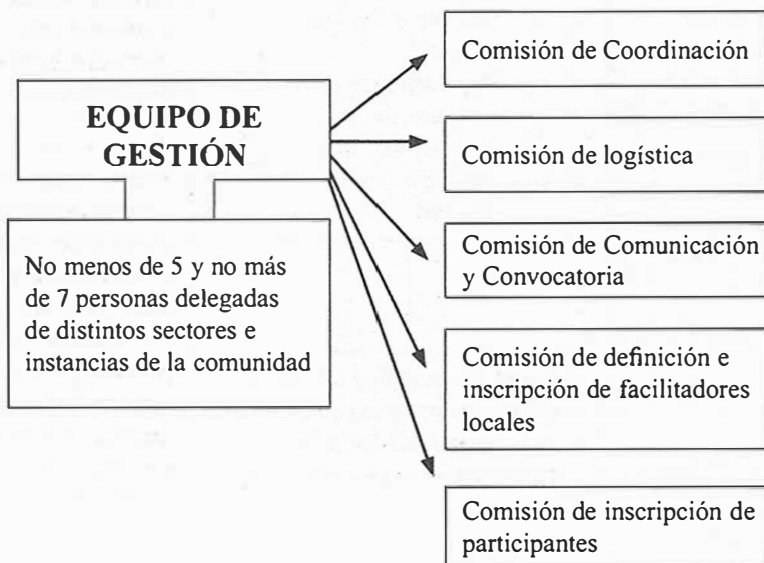 EQUIPO DE
GESTIÓN
No menos de 5 y no más
de 7 personas delegadas
de distintos sectores e
instancias de la comunidad
Comisión de Coordinación
Comisión de logística
Comisión de Comunicación
y Convocatoria
Comisión de definición e
inscripción de facilitadores
locales
Comisión de inscripción de
participantes